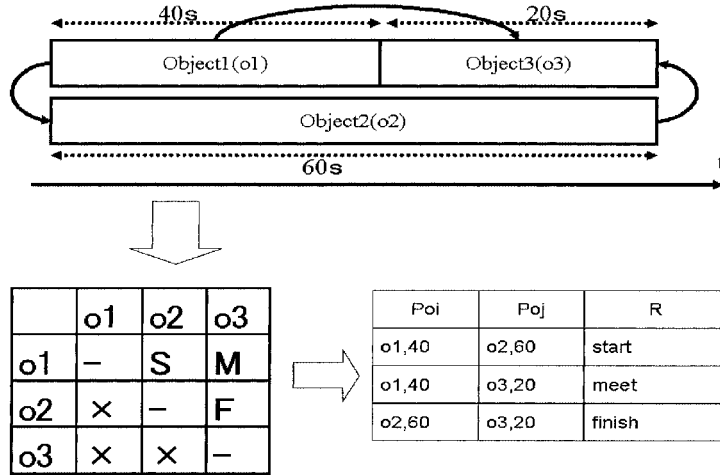 40s 20s
Object1(o1) Object3(o3)
Object2(o2)
60s
t
o1 o2 o3
o1 – S M
o2 × – F
o3 × × –
Poi Poj R
o1,40 o2,60 start
o1,40 o3,20 meet
o2,60 o3,20 finish